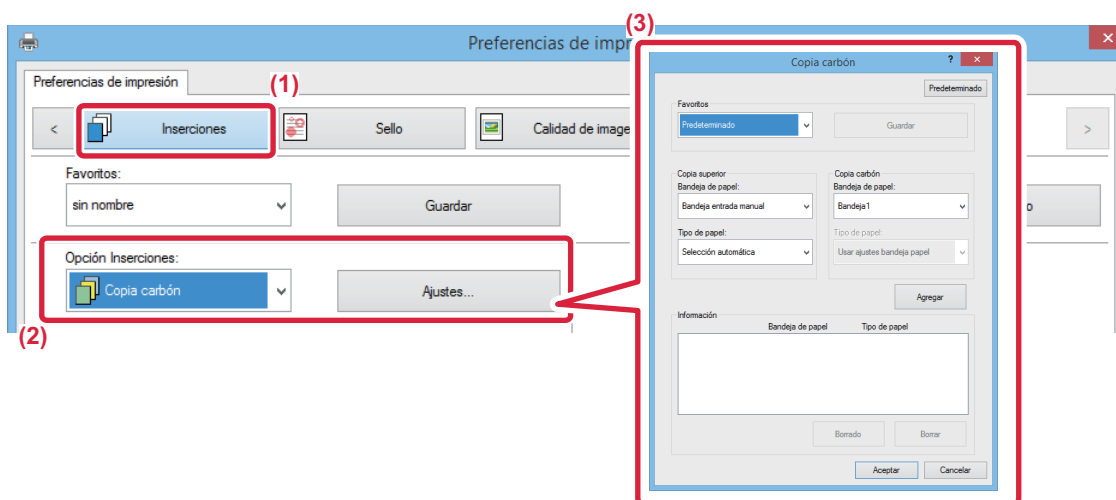 (3)
Preferencias de impr
Preferencias de impresión
(1)
< Inserciones Sello Calidad de image >
Favoritos:
sin nombre Guardar o
Opción Inserciones:
Copia carbón Ajustes...
(2)
Copia carbón ? ×
Predeterminado
Favoritos
Predeterminado Guardar
Copia superior Copia carbón
Bandeja de papel: Bandeja de papel:
Bandeja entrada manual Bandeja1
Tipo de papel: Tipo de papel:
Selección automática Usar ajustes bandeja papel
Agregar
Información
Bandeja de papel Tipo de papel
Borrado Borrar
Aceptar Cancelar